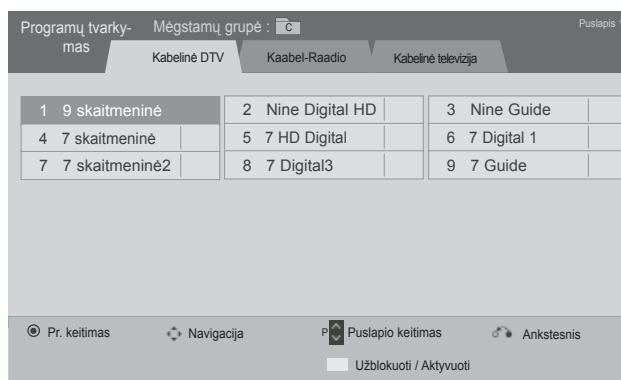 Programų tvarky-
mas
Mėgstamų grupė : C
Puslapis 1
Kabelinė DTV
Kaabel-Raadio
Kabelinė televizija
1 9 skaitmeninė
2 Nine Digital HD
3 Nine Guide
4 7 skaitmeninė
5 7 HD Digital
6 7 Digital 1
7 7 skaitmeninė2
8 7 Digital3
9 7 Guide
Pr. keitimas
Navigacija
P Puslapio keitimas
Ankstesnis
Užblokuoti / Aktyvuoti